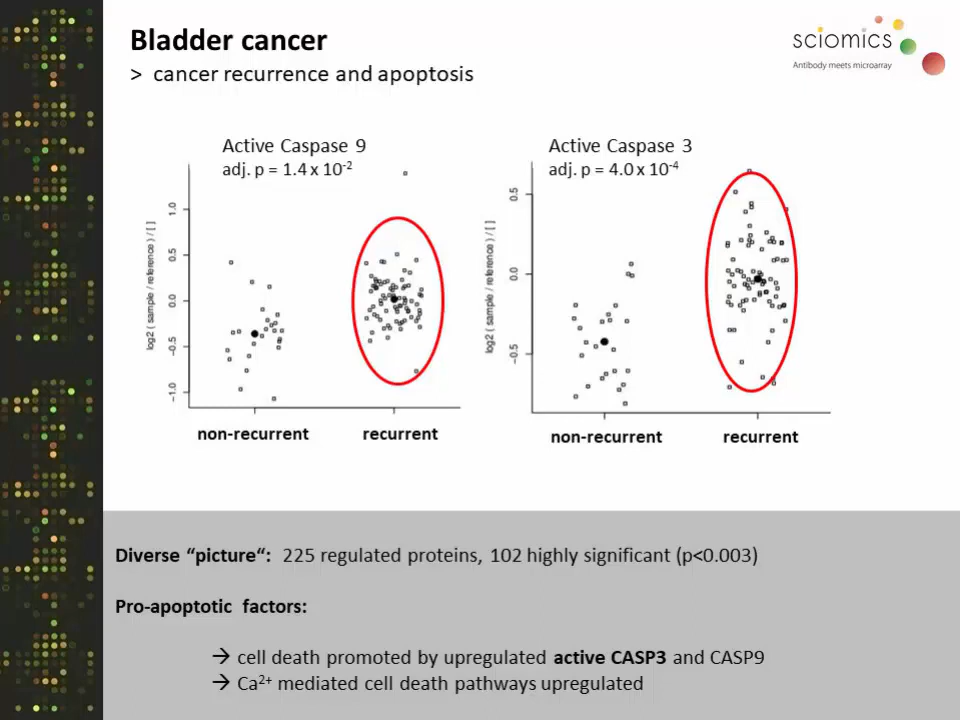 Bladder cancer
> cancer recurrence and apoptosis
sciomics
Antibody meets microarray
Active Caspase 9
adj. p = 1.4 x 10⁻²
log2 ( sample / reference ) / [ ]
1.0
0.5
0.0
−0.5
−1.0
non-recurrent
recurrent
Active Caspase 3
adj. p = 4.0 x 10⁻⁴
log2 ( sample / reference ) / [ ]
0.5
0.0
−0.5
non-recurrent
recurrent
Diverse “picture“: 225 regulated proteins, 102 highly significant (p<0.003)
Pro-apoptotic factors:
→ cell death promoted by upregulated active CASP3 and CASP9
→ Ca²⁺ mediated cell death pathways upregulated